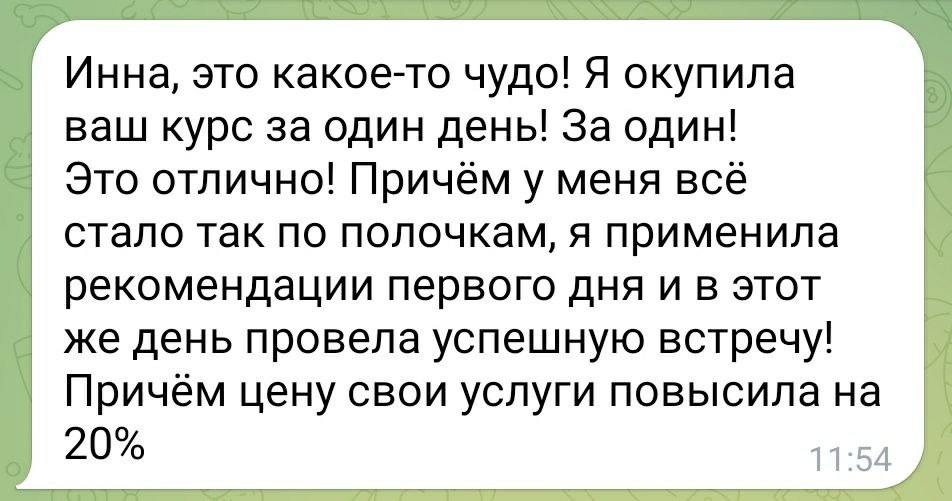 Инна, это какое-то чудо! Я окупила
ваш курс за один день! За один!
Это отлично! Причём у меня всё
стало так по полочкам, я применила
рекомендации первого дня и в этот
же день провела успешную встречу!
Причём цену свои услуги повысила на
20%
11:54